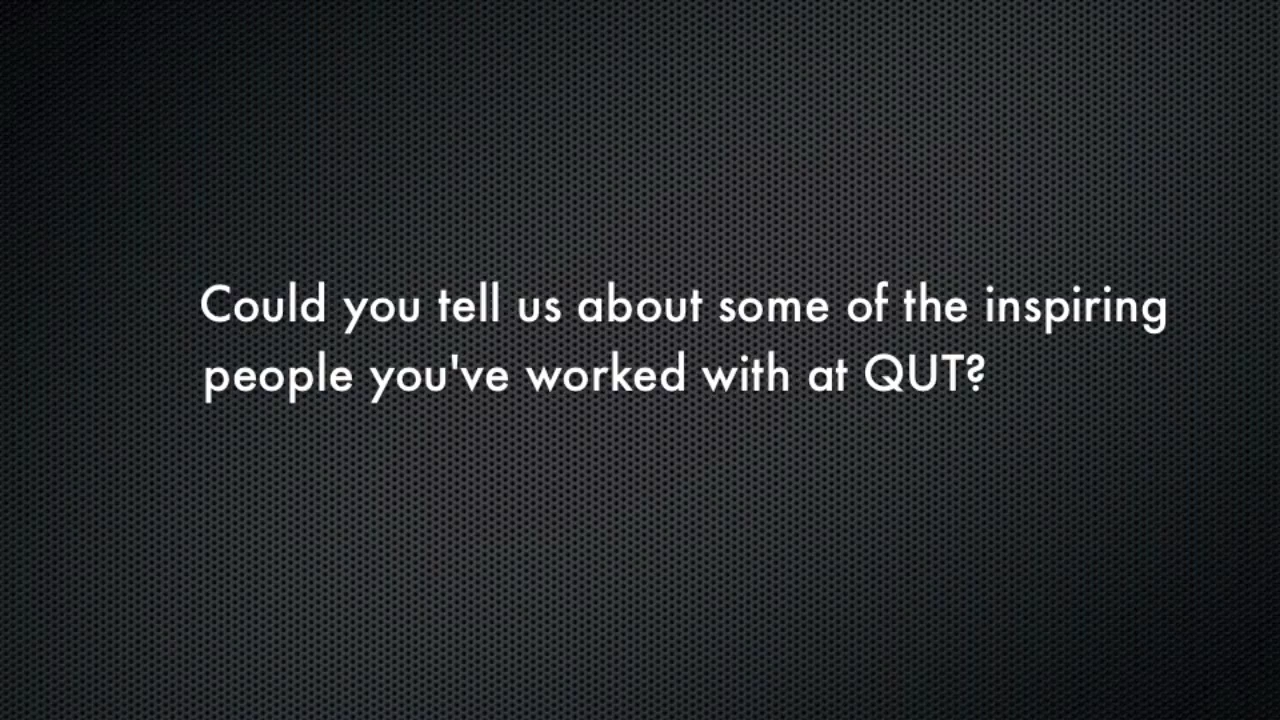 Could you tell us about some of the inspiring
people you've worked with at QUT?